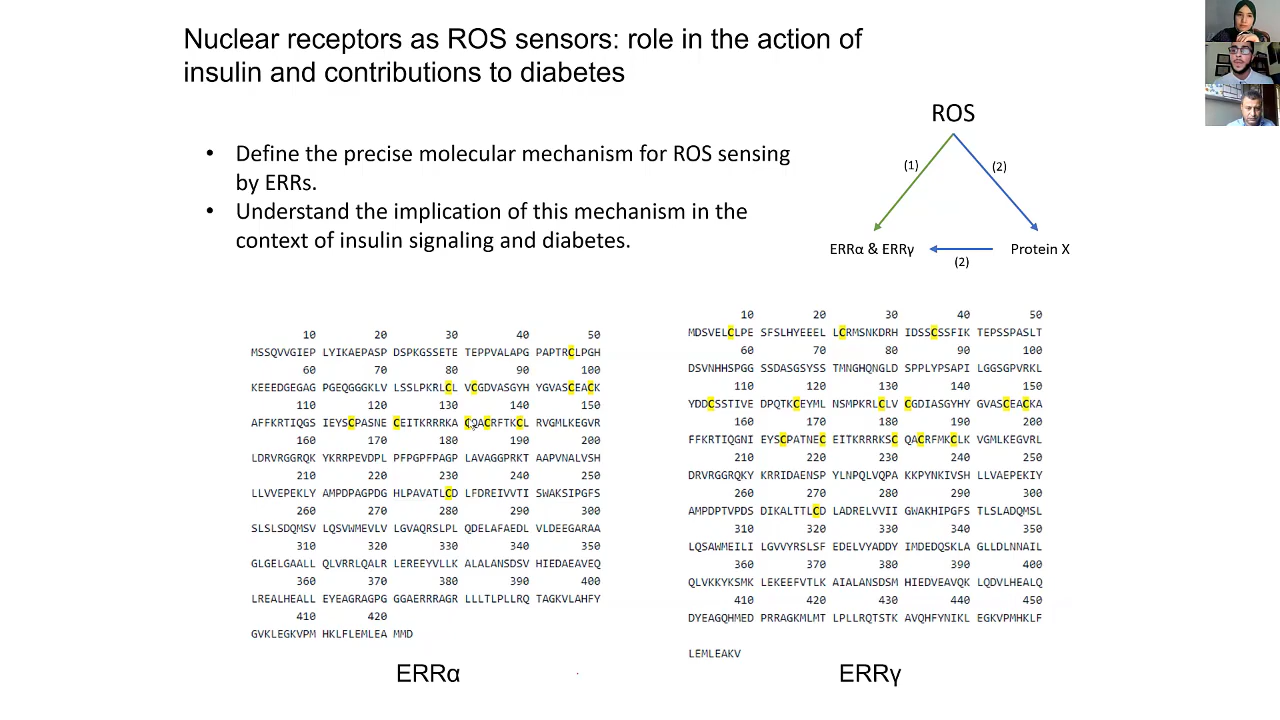 Nuclear receptors as ROS sensors: role in the action of
insulin and contributions to diabetes
• Define the precise molecular mechanism for ROS sensing
by ERRs.
• Understand the implication of this mechanism in the
context of insulin signaling and diabetes.
ROS
(1)
(2)
ERRα & ERRγ
Protein X
(2)
10 20 30 40 50
MSSQVVGIEP LYIKAEPASP DSPKGSSETE TEPPVALAPG PAPTRCLPGH
60 70 80 90 100
KEEEDGEGAG PGEQGGGKLV LSSLPKRLCL VCGDVASGYH YGVASCEACK
110 120 130 140 150
AFFKRTIQGS IEYSCPASNE CEITKRRRKA CQACRFTKCL RVGMLKEGVR
160 170 180 190 200
LDRVRGGRQK YKRRPEVDPL PFPGPFPAGP LAVAGGPRKT AAPVNALVSH
210 220 230 240 250
LLVVEPEKLY AMPDPAGPDG HLPAVATLCD LFDREIVVTI SWAKSIPGFS
260 270 280 290 300
SLSLSDQMSV LQSVWMEVLV LGVAQRSLPL QDELAFAEDL VLDEEGARAA
310 320 330 340 350
GLGELGAALL QLVRRLQALR LEREEYVLLK ALALANSDSV HIEDAEAVEQ
360 370 380 390 400
LREALHEALL EYEAGRAGPG GGAERRRAGR LLLTLPLLRQ TAGKVLAHFY
410 420
GVKLEGKVPM HKLFLEMLEA MMD
ERRα
10 20 30 40 50
MDSVELCLPE SFSLHYEEEL LCRMSNKDRH IDSSCSSFIK TEPSSPASLT
60 70 80 90 100
DSVNHHSPGG SSDASGSYSS TMNGHQNGLD SPPLYPSAPI LGGSGPVRKL
110 120 130 140 150
YDDCSSTIVE DPQTKCEYML NSMPKRLCLV CGDIASGYHY GVASCEACKA
160 170 180 190 200
FFKRTIQGNI EYSCPATNEC EITKRRRKSC QACRFMKCLK VGMLKEGVRL
210 220 230 240 250
DRVRGGRQKY KRRIDAENSP YLNPQLVQPA KKPYNKIVSH LLVAEPEKIY
260 270 280 290 300
AMPDPTVPDS DIKALTTLCD LADRELVVII GWAKHIPGFS TLSLADQMSL
310 320 330 340 350
LQSAWMEILI LGVVYRSLSF EDELVYADDY IMDEDQSKLA GLLDLNNAIL
360 370 380 390 400
QLVKKYKSMK LEKEEFVTLK AIALANSDSM HIEDVEAVQK LQDVLHEALQ
410 420 430 440 450
DYEAGQHMED PRRAGKMLMT LPLLRQTSTK AVQHFYNIKL EGKVPMHKLF
LEMLEAKV
ERRγ